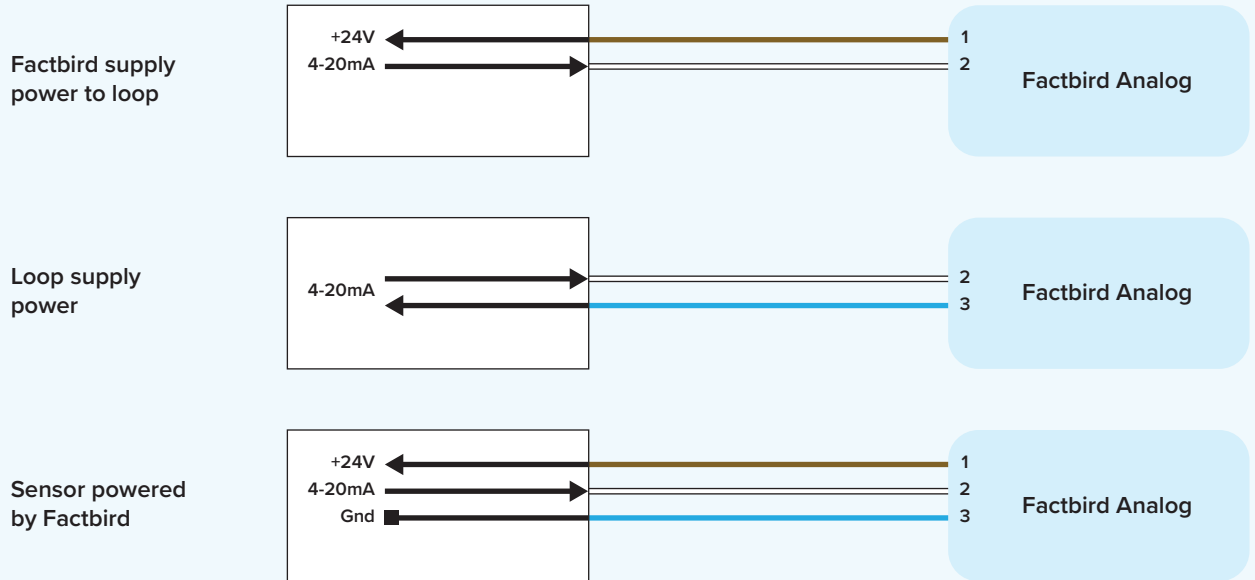 Factbird supply
power to loop
+24V
4-20mA
1
2
Factbird Analog
Loop supply
power
4-20mA
2
3
Factbird Analog
Sensor powered
by Factbird
+24V
4-20mA
Gnd
1
2
3
Factbird Analog